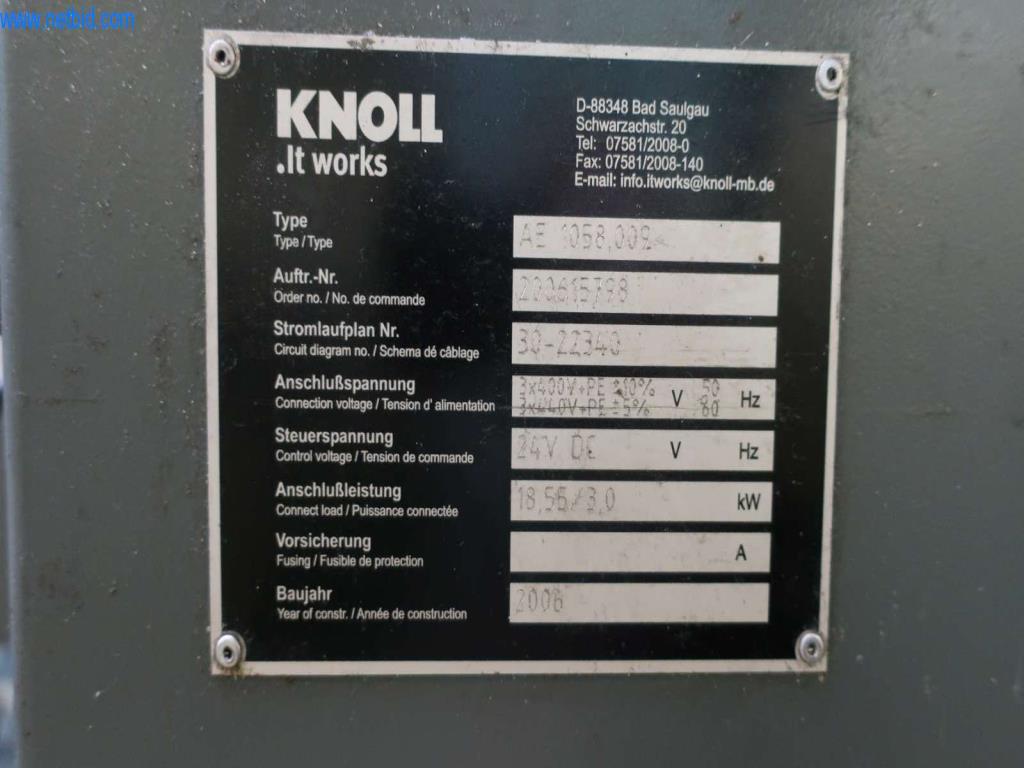 www.netbid.com
KNOLL
.It works
D-88348 Bad Saulgau
Schwarzachstr. 20
Tel: 07581/2008-0
Fax: 07581/2008-140
E-mail: info.itworks@knoll-mb.de
Type
Type / Type
AE 1058,009
Auftr.-Nr.
Order no. / No. de commande
200615798
Stromlaufplan Nr.
Circuit diagram no. / Schema dé câblage
30-22340
Anschlußspannung
Connection voltage / Tension d' alimentation
3x400V+PE ±10% V 50 Hz
3x440V+PE ±5% 60
Steuerspannung
Control voltage / Tension de commande
24V DC V Hz
Anschlußleistung
Connect load / Puissance connectée
18,56 / 3,0 kW
Vorsicherung
Fusing / Fusible de protection
A
Baujahr
Year of constr. / Année de construction
2006